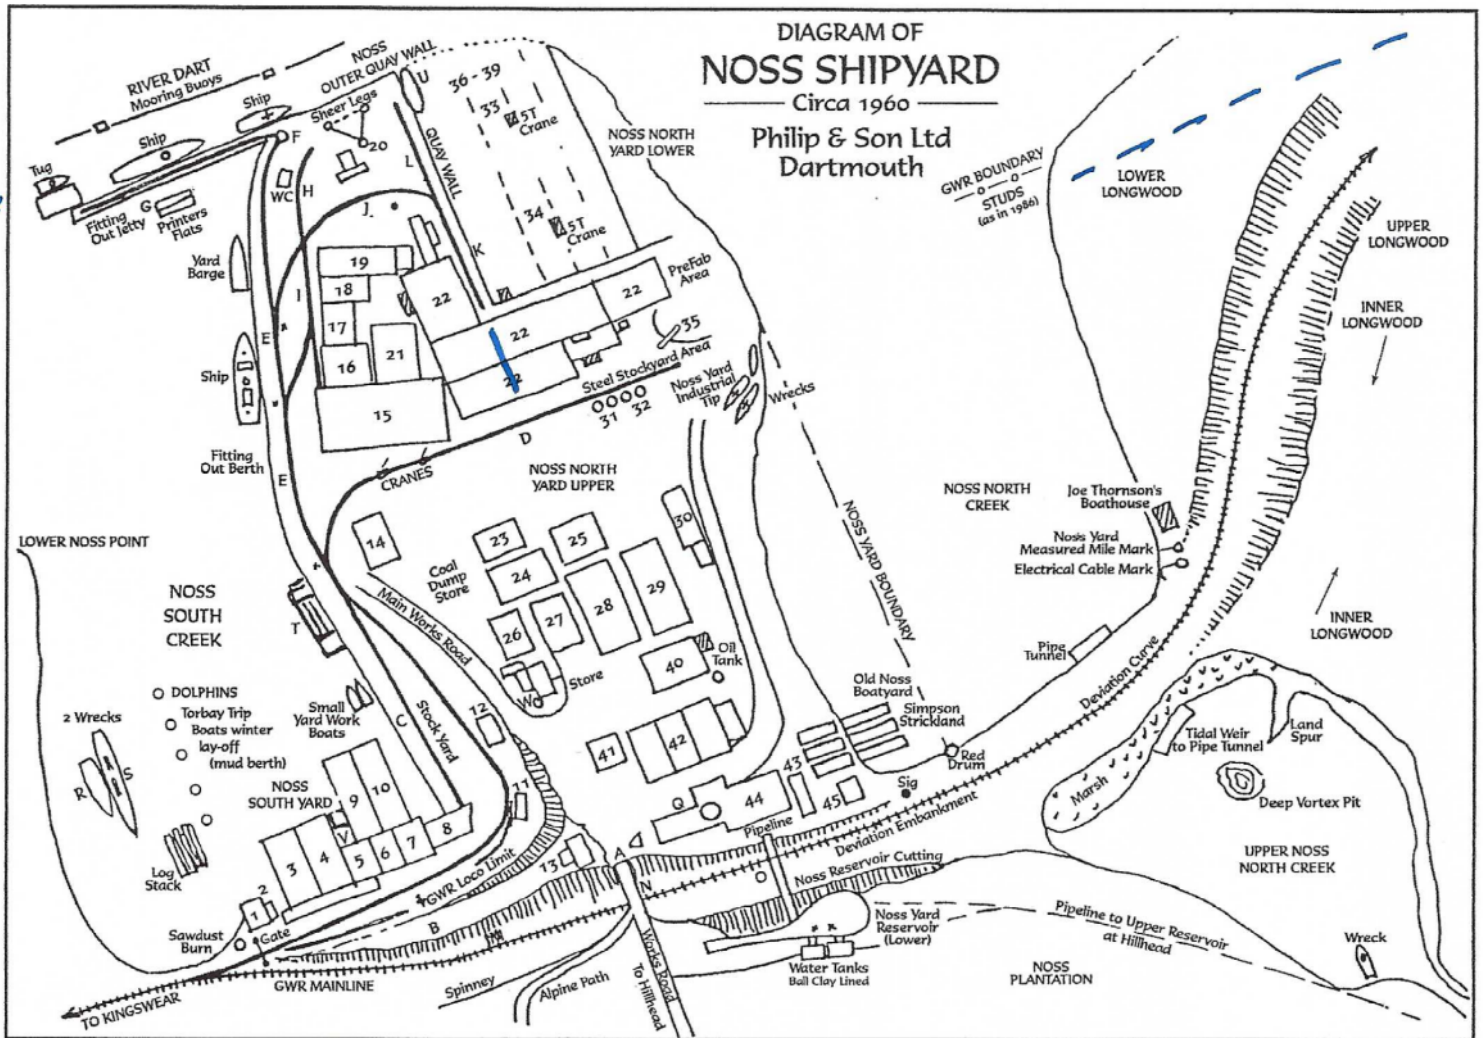 DIAGRAM OF
NOSS SHIPYARD
Circa 1960
Philip & Son Ltd
Dartmouth
RIVER DART
Mooring Buoys
NOSS
OUTER QUAY WALL
U
36 - 39
33
5T
Crane
NOSS NORTH
YARD LOWER
Ship
Sheer Legs
F
20
Ship
Tug
WC
H
L
QUAY WALL
G
Fitting
Out Jetty
Printers
Flats
J.
34
5T
Crane
K
GWR BOUNDARY
STUDS
(as in 1986)
LOWER
LONGWOOD
UPPER
LONGWOOD
INNER
LONGWOOD
Yard
Barge
19
18
I
17
16
21
22
22
22
22
PreFab
Area
35
E
Ship
15
Steel Stockyard Area
31
32
Noss Yard
Industrial
Tip
Wrecks
D
CRANES
Fitting
Out Berth
E
NOSS NORTH
YARD UPPER
NOSS NORTH
CREEK
Joe Thornson's
Boathouse
Noss Yard
Measured Mile Mark
Electrical Cable Mark
LOWER NOSS POINT
NOSS
SOUTH
CREEK
14
Coal
Dump
Store
23
24
25
26
27
28
29
30
NOSS YARD BOUNDARY
INNER
LONGWOOD
T
Main Works Road
Pipe
Tunnel
40
Oil
Tank
Store
W
DOLPHINS
Torbay Trip
Boats winter
lay-off
(mud berth)
Small
Yard Work
Boats
C
Stock Yard
12
Old Noss
Boatyard
Simpson
Strickland
Deviation Curve
Tidal Weir
to Pipe Tunnel
Land
Spur
2 Wrecks
R
S
41
42
43
Red
Drum
Sig
NOSS
SOUTH YARD
9
10
11
Q
44
45
Marsh
Deep Vortex Pit
Pipeline
Deviation Embankment
Log
Stack
3
4
V
5
6
7
8
13
A
UPPER NOSS
NORTH CREEK
GWR Loco Limit
N
O
Noss Reservoir Cutting
2
1
Sawdust
Burn
Gate
B
M
Noss Yard
Reservoir
(Lower)
Pipeline to Upper Reservoir
at Hillhead
Wreck
GWR MAINLINE
TO KINGSWEAR
Spinney
Alpine Path
Works Road
To Hillhead
Water Tanks
Ball Clay Lined
NOSS
PLANTATION